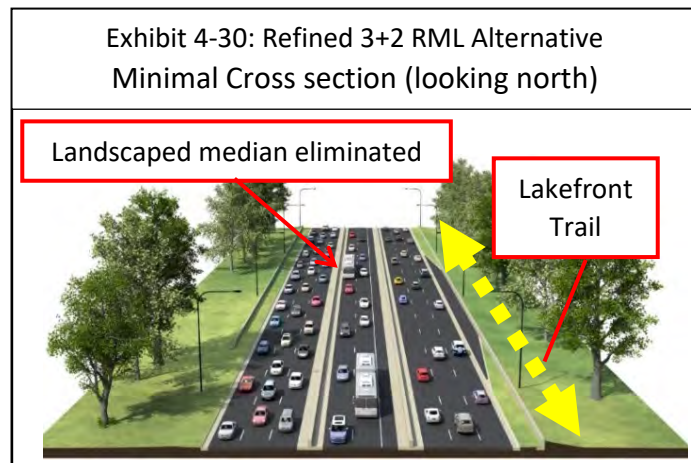 Exhibit 4-30: Refined 3+2 RML Alternative
Minimal Cross section (looking north)
Landscaped median eliminated
Lakefront
Trail